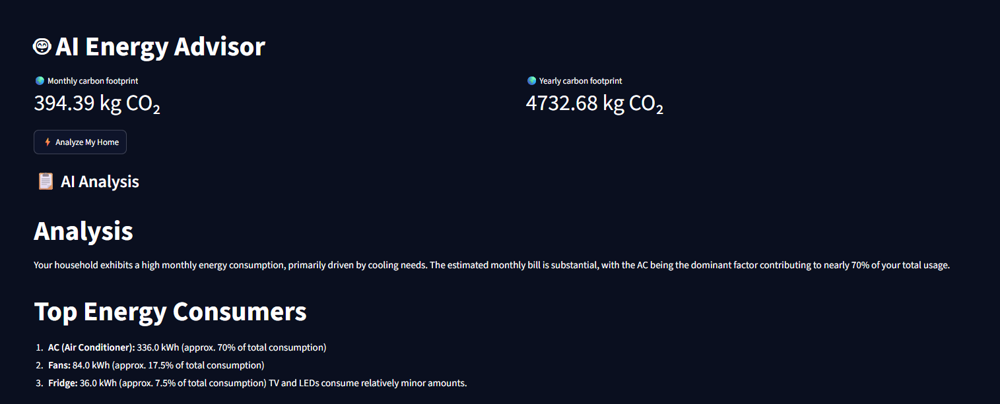 AI Energy Advisor
Monthly carbon footprint
394.39 kg CO₂
Yearly carbon footprint
4732.68 kg CO₂
Analyze My Home
AI Analysis
Analysis
Your household exhibits a high monthly energy consumption, primarily driven by cooling needs. The estimated monthly bill is substantial, with the AC being the dominant factor contributing to nearly 70% of your total usage.
Top Energy Consumers
1. AC (Air Conditioner): 336.0 kWh (approx. 70% of total consumption)
2. Fans: 84.0 kWh (approx. 17.5% of total consumption)
3. Fridge: 36.0 kWh (approx. 7.5% of total consumption) TV and LEDs consume relatively minor amounts.